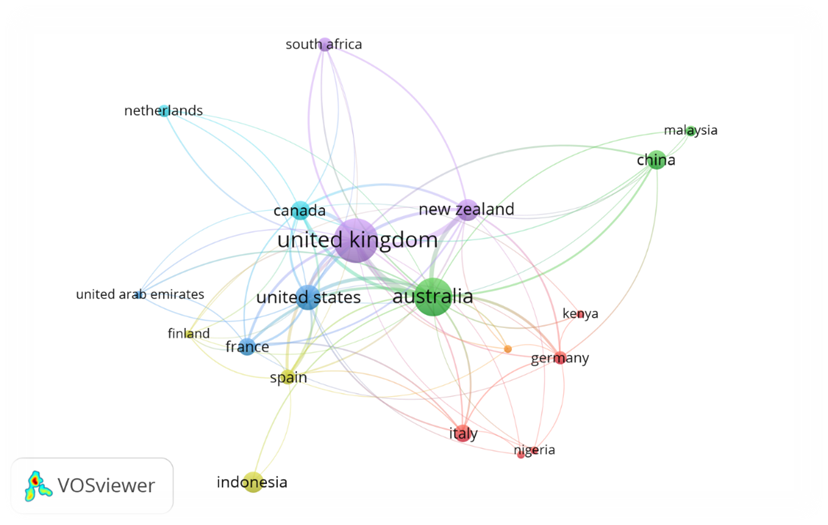 south africa
netherlands
malaysia
china
canada
new zealand
united kingdom
united arab emirates
united states
australia
kenya
finland
france
germany
spain
italy
nigeria
indonesia
VOSviewer